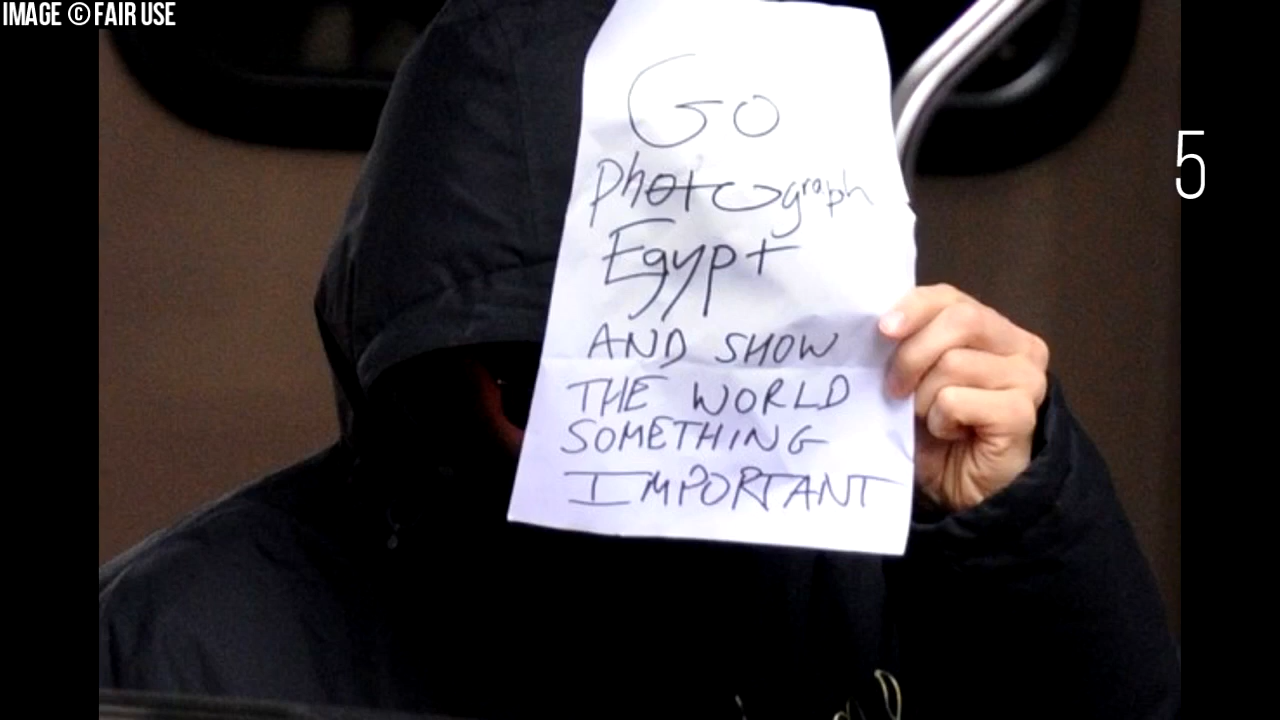 IMAGE © FAIR USE
5
Go
photograph
Egypt
AND SHOW
THE WORLD
SOMETHING
IMPORTANT